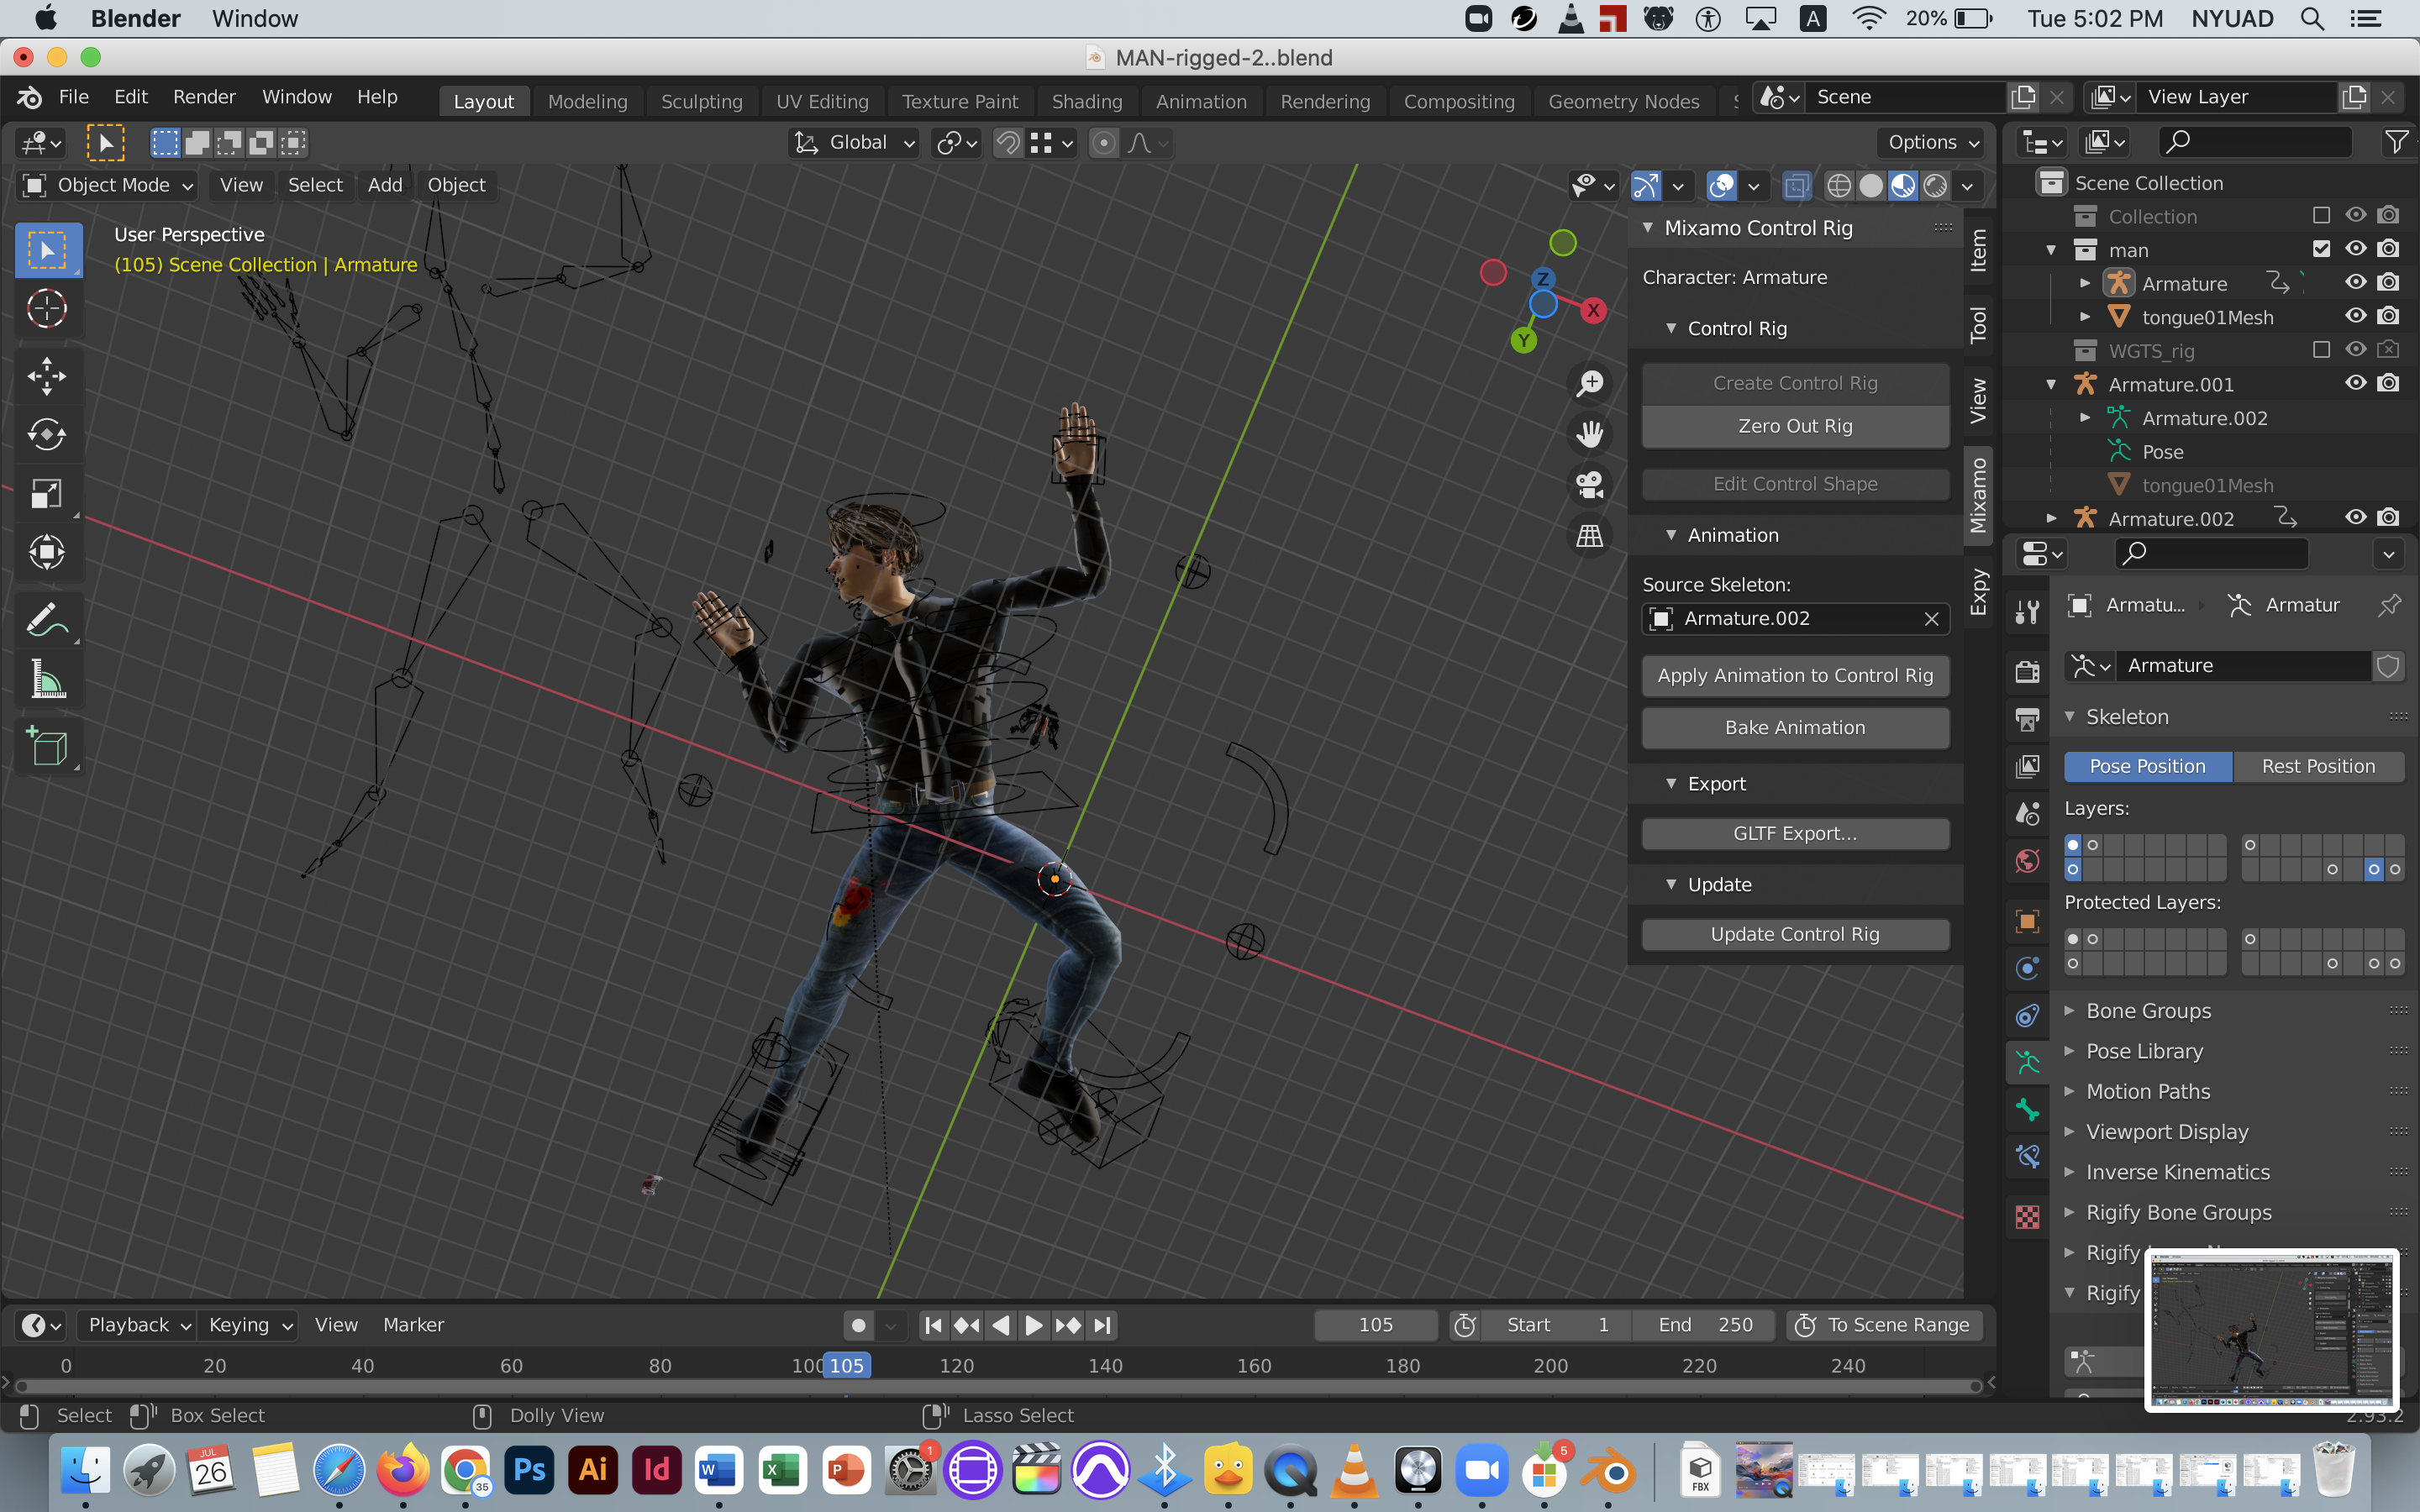 Blender Window
20% Tue 5:02 PM NYUAD
MAN-rigged-2..blend
File Edit Render Window Help
Layout Modeling Sculpting UV Editing Texture Paint Shading Animation Rendering Compositing Geometry Nodes
Scene View Layer
Global Options
Object Mode View Select Add Object
User Perspective
(105) Scene Collection | Armature
Z
X
Y
Mixamo Control Rig
Character: Armature
Control Rig
Create Control Rig
Zero Out Rig
Edit Control Shape
Animation
Source Skeleton:
Armature.002
Apply Animation to Control Rig
Bake Animation
Export
GLTF Export...
Update
Update Control Rig
Item
Tool
View
Mixamo
Expy
Scene Collection
Collection
man
Armature
tongue01Mesh
WGTS_rig
Armature.001
Armature.002
Pose
tongue01Mesh
Armature.002
Armatu... Armatur
Armature
Skeleton
Pose Position Rest Position
Layers:
Protected Layers:
Bone Groups
Pose Library
Motion Paths
Viewport Display
Inverse Kinematics
Rigify Bone Groups
Rigify
Rigify
Playback Keying View Marker
105 Start 1 End 250 To Scene Range
0 20 40 60 80 100 105 120 140 160 180 200 220 240
Select Box Select Dolly View Lasso Select
2.93.2
JUL
26
35
Ps
Ai
Id
W
X
P
1
5
FBX